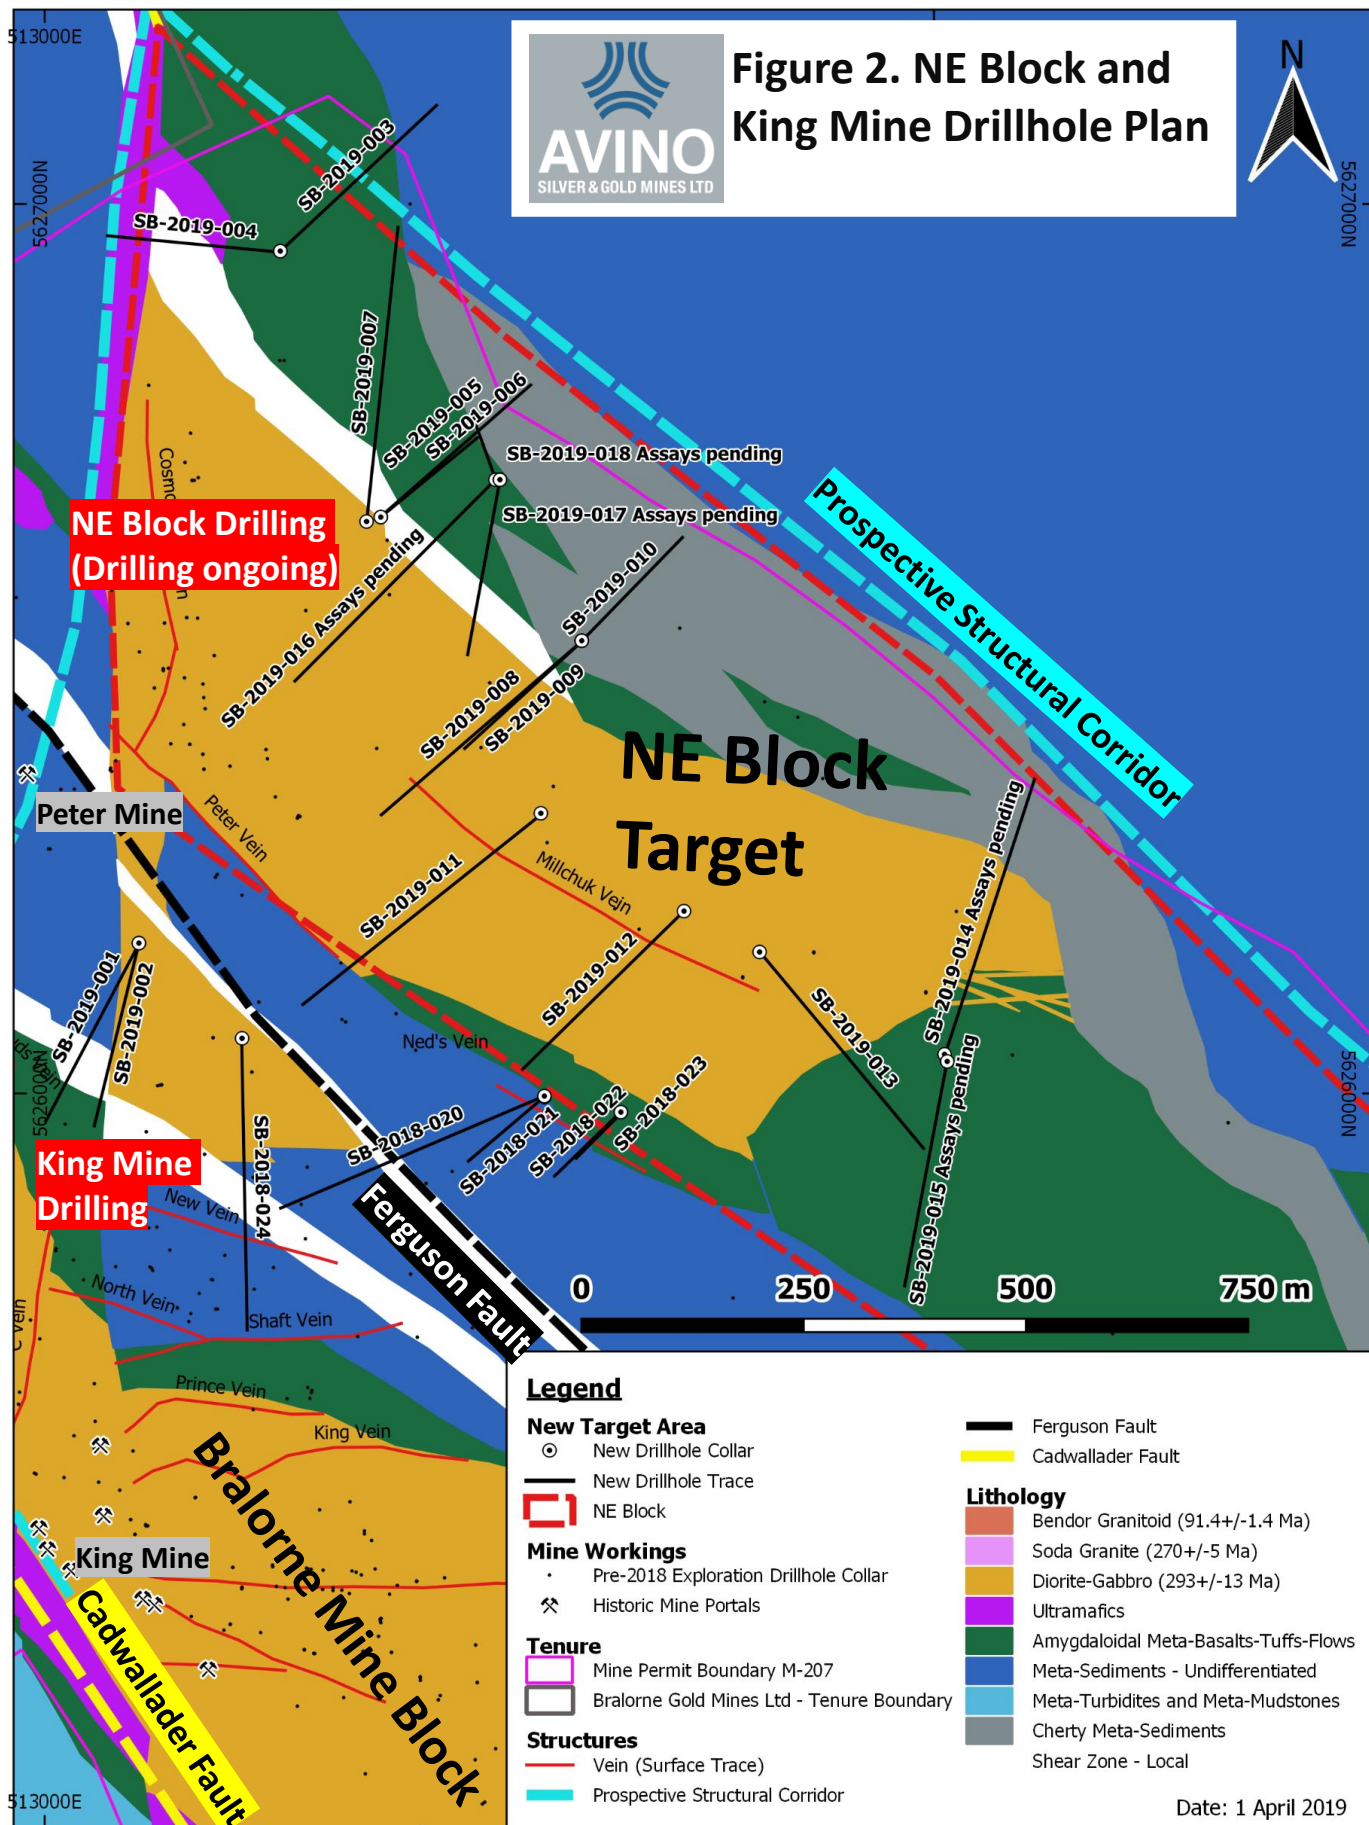 513000E
AVINO
SILVER & GOLD MINES LTD
Figure 2. NE Block and
King Mine Drillhole Plan
N
5627000N
5627000N
SB-2019-003
SB-2019-004
SB-2019-007
SB-2019-005
SB-2019-006
SB-2019-018 Assays pending
SB-2019-017 Assays pending
SB-2019-016 Assays pending
SB-2019-010
SB-2019-008
SB-2019-009
NE Block Drilling
(Drilling ongoing)
Prospective Structural Corridor
NE Block
Target
Peter Mine
Peter Vein
Millchuk Vein
SB-2019-011
SB-2019-012
SB-2019-013
SB-2019-014 Assays pending
SB-2019-015 Assays pending
SB-2019-001
SB-2019-002
Ned's Vein
5626000N
5626000N
SB-2018-020
SB-2018-021
SB-2018-022
SB-2018-023
SB-2018-024
King Mine
Drilling
New Vein
North Vein
Shaft Vein
C Vein
Ferguson Fault
0 250 500 750 m
Prince Vein
King Vein
King Mine
Bralorne Mine Block
Cadwallader Fault
513000E
Legend
New Target Area
New Drillhole Collar
New Drillhole Trace
NE Block
Mine Workings
Pre-2018 Exploration Drillhole Collar
Historic Mine Portals
Tenure
Mine Permit Boundary M-207
Bralorne Gold Mines Ltd - Tenure Boundary
Structures
Vein (Surface Trace)
Prospective Structural Corridor
Ferguson Fault
Cadwallader Fault
Lithology
Bendor Granitoid (91.4+/-1.4 Ma)
Soda Granite (270+/-5 Ma)
Diorite-Gabbro (293+/-13 Ma)
Ultramafics
Amygdaloidal Meta-Basalts-Tuffs-Flows
Meta-Sediments - Undifferentiated
Meta-Turbidites and Meta-Mudstones
Cherty Meta-Sediments
Shear Zone - Local
Date: 1 April 2019